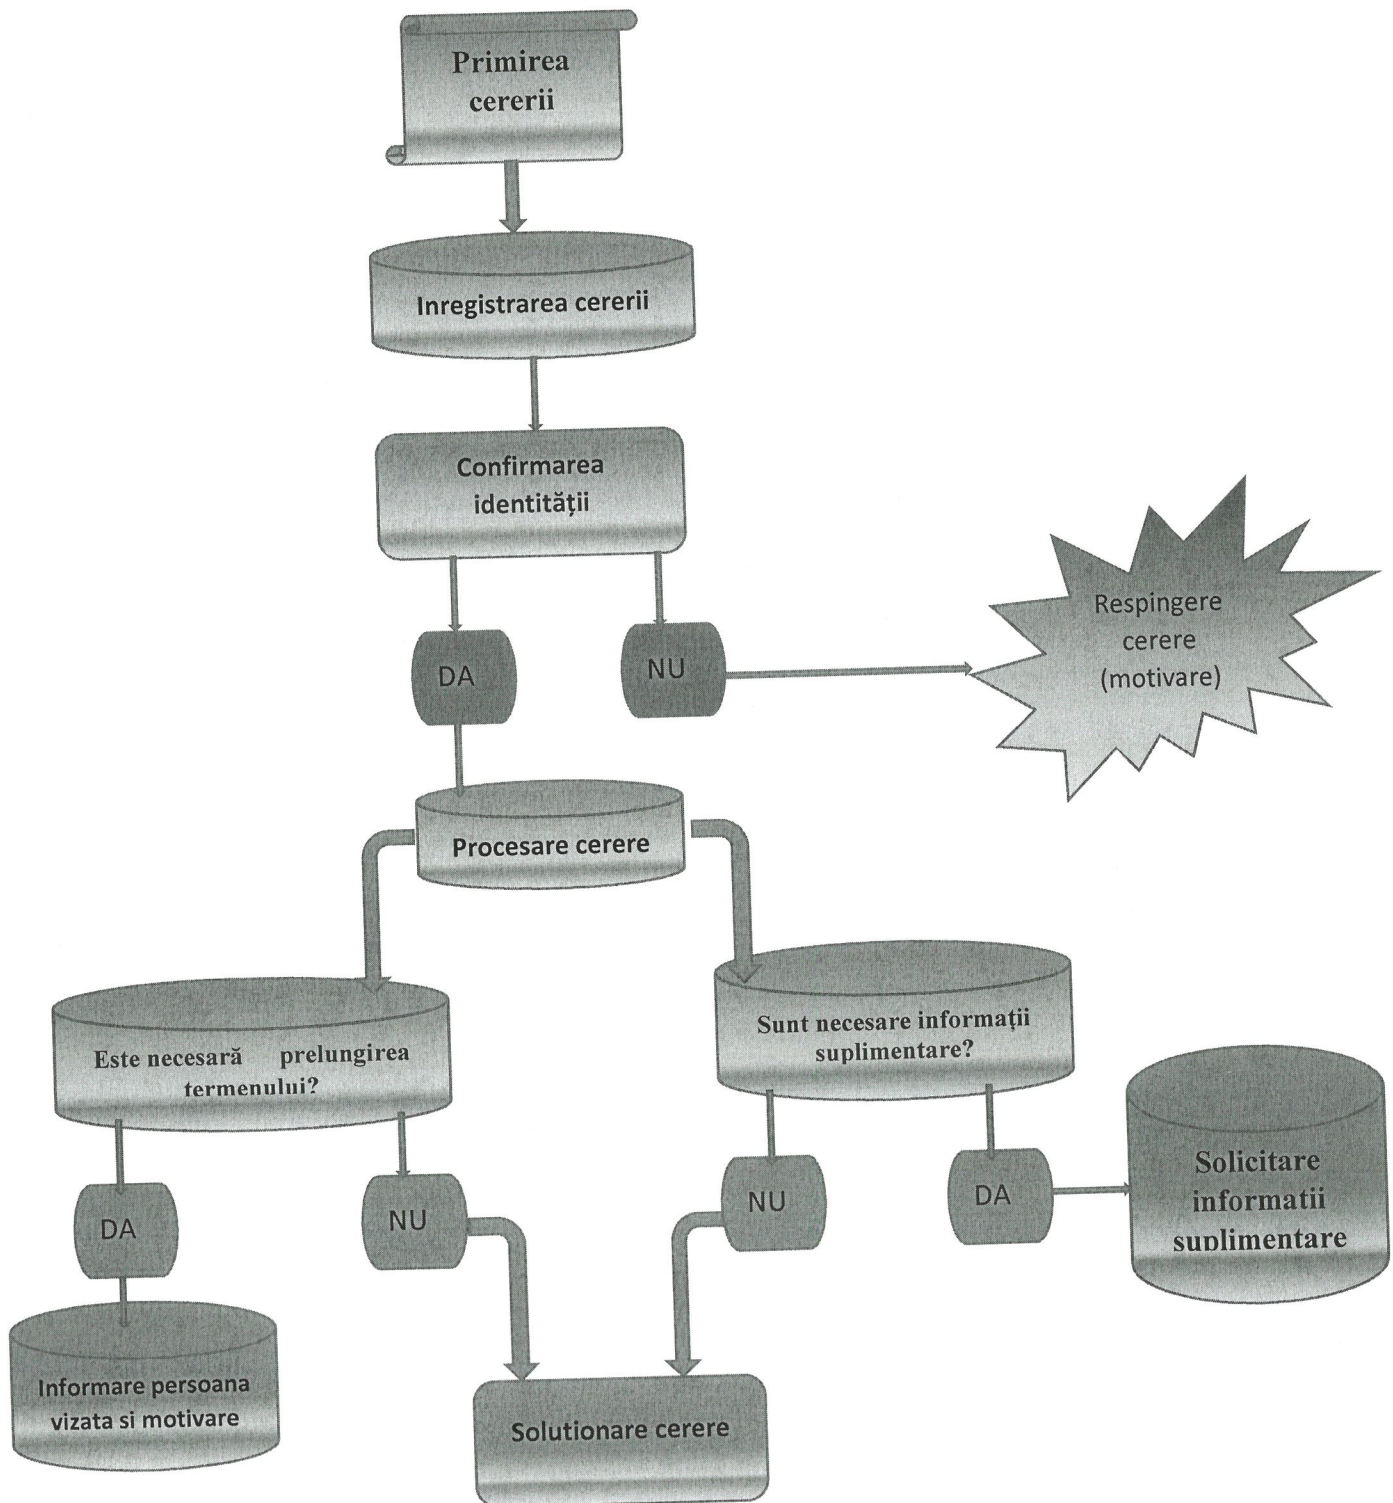 Primirea
cererii
Inregistrarea cererii
Confirmarea
identității
DA
NU
Respingere
cerere
(motivare)
Procesare cerere
Este necesară prelungirea
termenului?
Sunt necesare informații
suplimentare?
DA
NU
NU
DA
Solicitare
informatii
suplimentare
Informare persoana
vizata si motivare
Solutionare cerere